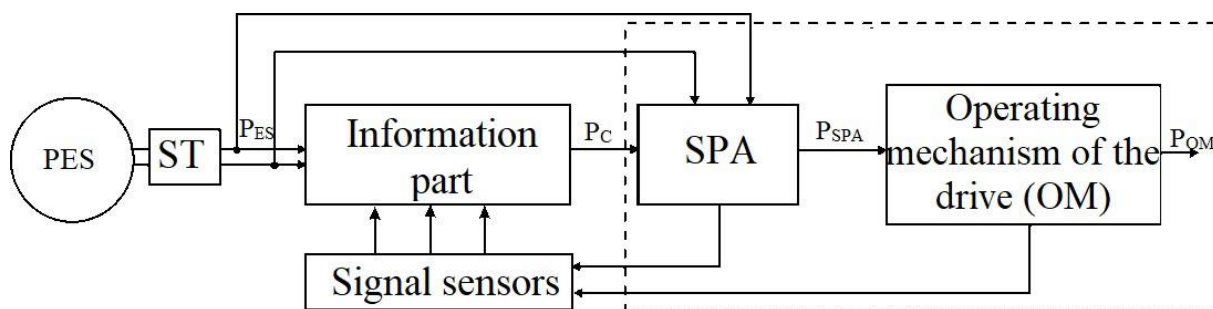 PES
ST
P_ES
Information
part
P_C
SPA
P_SPA
Operating
mechanism of the
drive (OM)
P_OM
Signal sensors